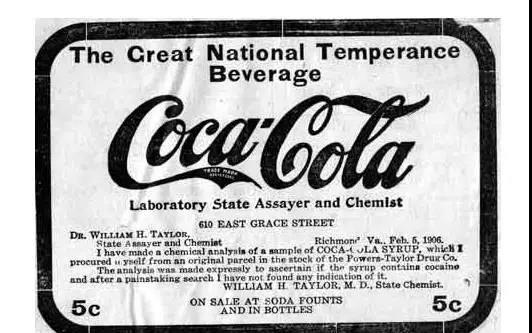 The Great National Temperance
Beverage
Coca-Cola
TRADE MARK
Laboratory State Assayer and Chemist
610 EAST GRACE STREET
DR. WILLIAM H. TAYLOR,
State Assayer and Chemist Richmond Va., Feb. 5, 1906.
I have made a chemical analysis of a sample of COCA-COLA SYRUP, which I
procured myself from an original parcel in the stock of the Powers-Taylor Drug Co.
The analysis was made expressly to ascertain if the syrup contains cocaine
and after a painstaking search I have not found any indication of it.
WILLIAM H. TAYLOR, M. D., State Chemist.
5c ON SALE AT SODA FOUNTS 5c
AND IN BOTTLES